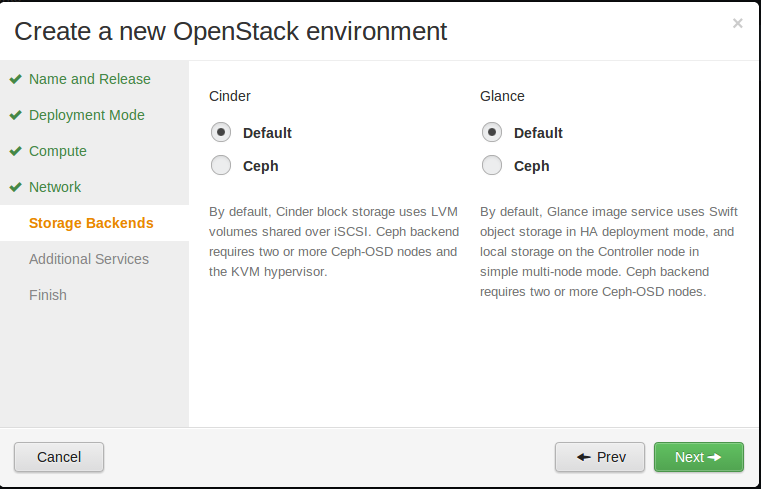 Create a new OpenStack environment
×
Name and Release
Deployment Mode
Compute
Network
Storage Backends
Additional Services
Finish
Cinder
Default
Ceph
By default, Cinder block storage uses LVM
volumes shared over iSCSI. Ceph backend
requires two or more Ceph-OSD nodes and
the KVM hypervisor.
Glance
Default
Ceph
By default, Glance image service uses Swift
object storage in HA deployment mode, and
local storage on the Controller node in
simple multi-node mode. Ceph backend
requires two or more Ceph-OSD nodes.
Cancel
Prev
Next